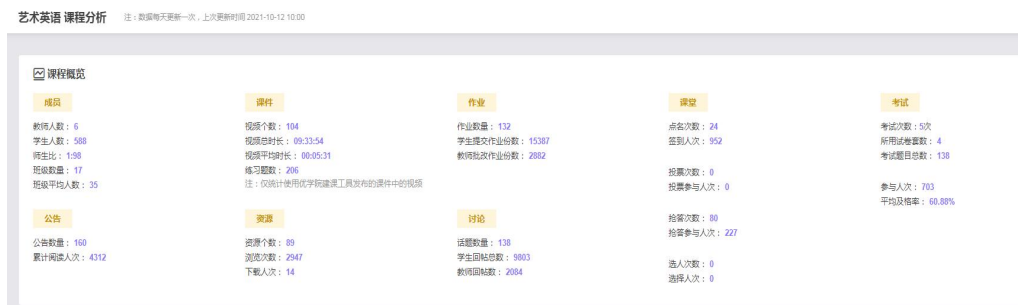 艺术英语 课程分析 注：数据每天更新一次，上次更新时间 2021-10-12 10:00
课程概览
成员
教师人数： 6
学生人数： 588
师生比： 1:98
班级数量： 17
班级平均人数： 35
课件
视频个数： 104
视频总时长： 09:33:54
视频平均时长： 00:05:31
练习题数： 206
注：仅统计使用优学院建课工具发布的课件中的视频
作业
作业数量： 132
学生提交作业份数： 15387
教师批改作业份数： 2882
课堂
点名次数： 24
签到人次： 952
投票次数： 0
投票参与人次： 0
抢答次数： 80
抢答参与人次： 227
选人次数： 0
选择人次： 0
考试
考试次数：5次
所用试卷套数： 4
考试题目总数： 138
参与人次： 703
平均及格率： 60.88%
公告
公告数量： 160
累计阅读人次： 4312
资源
资源个数： 89
浏览次数： 2947
下载人次： 14
讨论
话题数量： 138
学生回帖总数： 9803
教师回帖数： 2084